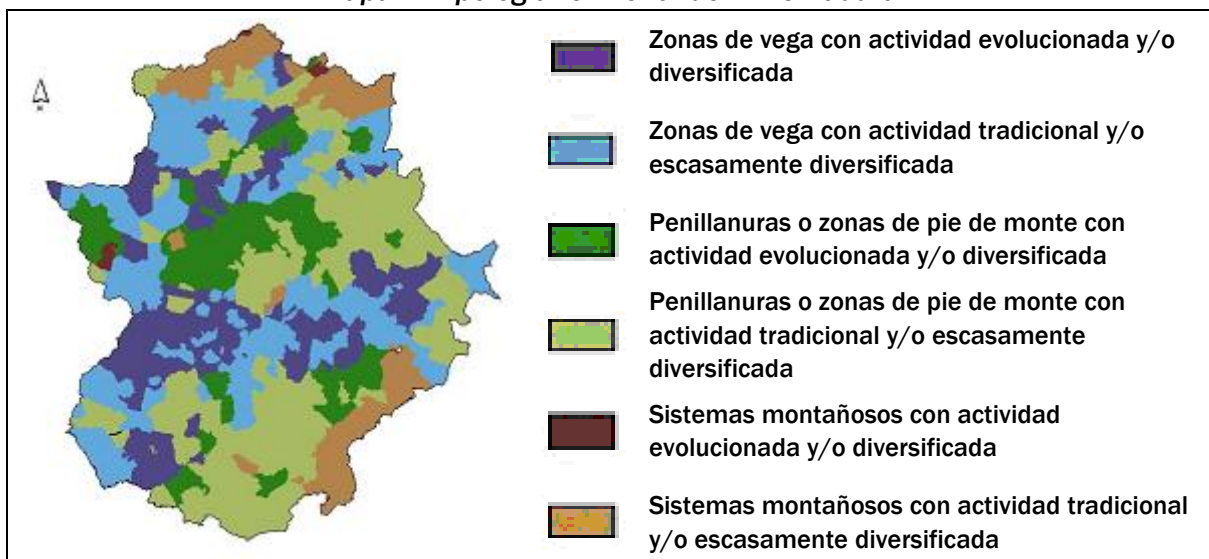 Zonas de vega con actividad evolucionada y/o
diversificada
Zonas de vega con actividad tradicional y/o
escasamente diversificada
Penillanuras o zonas de pie de monte con
actividad evolucionada y/o diversificada
Penillanuras o zonas de pie de monte con
actividad tradicional y/o escasamente
diversificada
Sistemas montañosos con actividad
evolucionada y/o diversificada
Sistemas montañosos con actividad tradicional
y/o escasamente diversificada